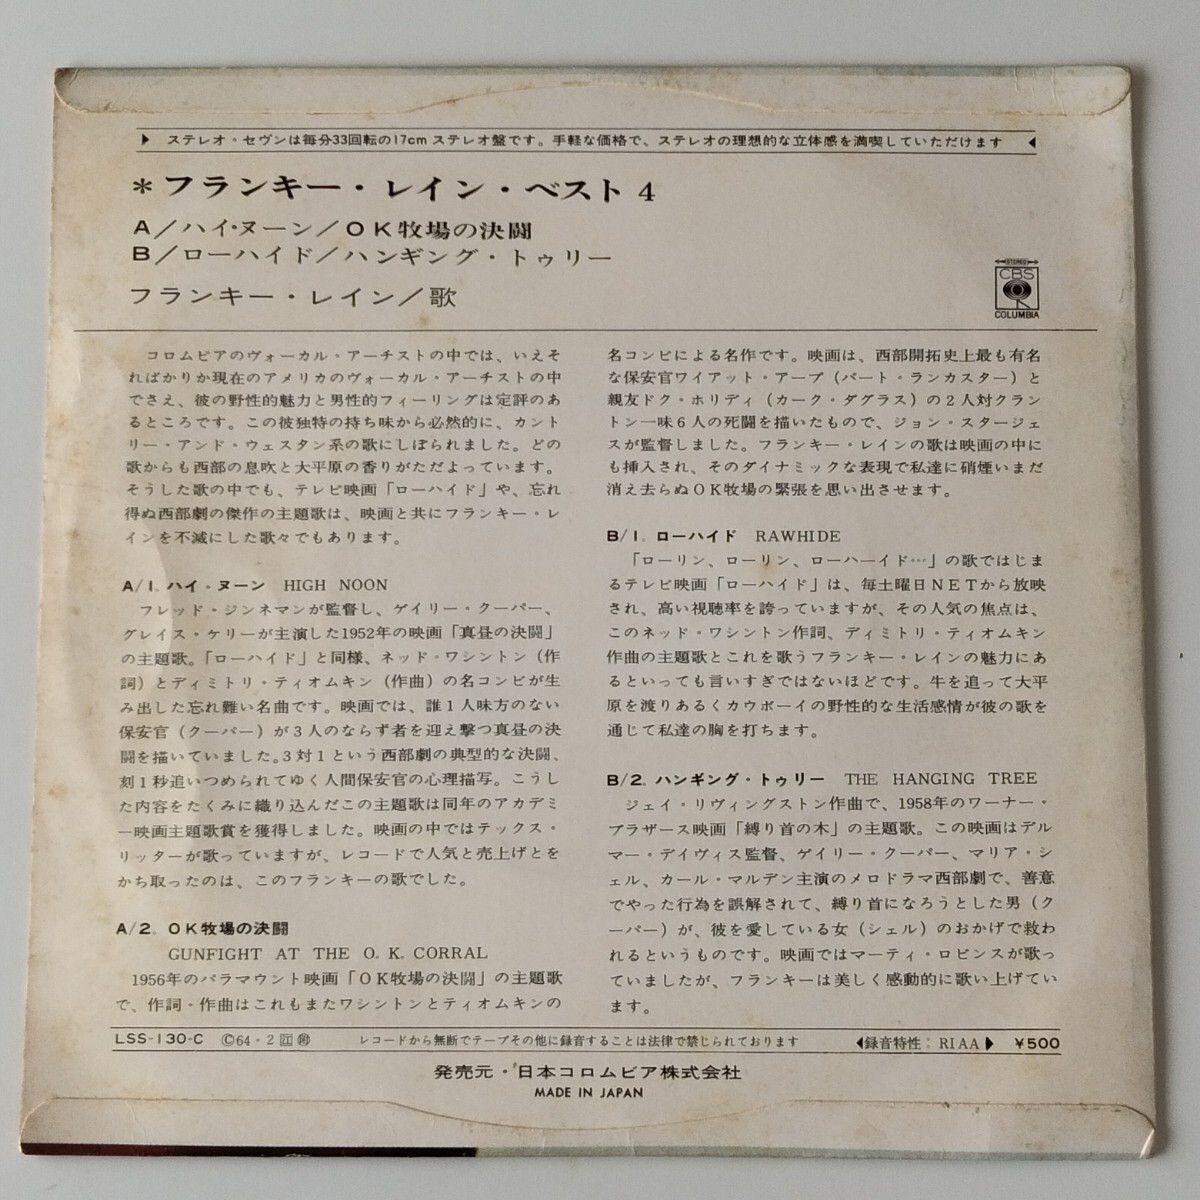 ステレオ・セヴンは毎分33回転の17cm ステレオ盤です。手軽な価格で、ステレオの理想的な立体感を満喫していただけます
＊フランキー・レイン・ベスト 4
A／ハイ・ヌーン／OK牧場の決闘
B／ローハイド／ハンギング・トゥリー
フランキー・レイン／歌
STEREO
CBS
COLUMBIA
コロムビアのヴォーカル・アーチストの中では、いえそ
ればかりか現在のアメリカのヴォーカル・アーチストの中
でさえ、彼の野性的魅力と男性的フィーリングは定評のあ
るところです。この彼独特の持ち味から必然的に、カント
リー・アンド・ウェスタン系の歌にしぼられました。どの
歌からも西部の息吹と大平原の香りがただよっています。
そうした歌の中でも、テレビ映画「ローハイド」や、忘れ
得ぬ西部劇の傑作の主題歌は、映画と共にフランキー・レ
インを不滅にした歌々でもあります。
A/1. ハイ・ヌーン HIGH NOON
フレッド・ジンネマンが監督し、ゲイリー・クーパー、
グレイス・ケリーが主演した1952年の映画「真昼の決闘」
の主題歌。「ローハイド」と同様、ネッド・ワシントン（作
詞）とディミトリ・ティオムキン（作曲）の名コンビが生
み出した忘れ難い名曲です。映画では、誰1人味方のない
保安官（クーパー）が3人のならず者を迎え撃つ真昼の決
闘を描いていました。3対1という西部劇の典型的な決闘、
刻1秒追いつめられてゆく人間保安官の心理描写。こうし
た内容をたくみに織り込んだこの主題歌は同年のアカデミ
ー映画主題歌賞を獲得しました。映画の中ではテックス・
リッターが歌っていますが、レコードで人気と売上げとを
かち取ったのは、このフランキーの歌でした。
A/2. OK牧場の決闘
GUNFIGHT AT THE O. K. CORRAL
1956年のパラマウント映画「OK牧場の決闘」の主題歌
で、作詞・作曲はこれもまたワシントンとティオムキンの
名コンビによる名作です。映画は、西部開拓史上最も有名
な保安官ワイアット・アープ（バート・ランカスター）と
親友ドク・ホリディ（カーク・ダグラス）の2人対クラント
ン一味6人の死闘を描いたもので、ジョン・スタージェ
スが監督しました。フランキー・レインの歌は映画の中に
も挿入され、そのダイナミックな表現で私達に硝煙いまだ
消え去らぬOK牧場の緊張を思い出させます。
B/1. ローハイド RAWHIDE
「ローリン、ローリン、ローハーイド…」の歌ではじま
るテレビ映画「ローハイド」は、毎土曜日NETから放映
され、高い視聴率を誇っていますが、その人気の焦点は、
このネッド・ワシントン作詞、ディミトリ・ティオムキン
作曲の主題歌とこれを歌うフランキー・レインの魅力にあ
るといっても言いすぎではないほどです。牛を追って大平
原を渡りあるくカウボーイの野性的な生活感情が彼の歌を
通じて私達の胸を打ちます。
B/2. ハンギング・トゥリー THE HANGING TREE
ジェイ・リヴィングストン作曲で、1958年のワーナー・
ブラザース映画「縛り首の木」の主題歌。この映画はデル
マー・デイヴィス監督、ゲイリー・クーパー、マリア・シ
ェル、カール・マルデン主演のメロドラマ西部劇で、善意
でやった行為を誤解されて、縛り首になろうとした男（ク
ーパー）が、彼を愛している女（シェル）のおかげで救わ
れるというものです。映画ではマーティ・ロビンスが歌っ
ていましたが、フランキーは美しく感動的に歌い上げてい
ます。
LSS-130-C Ⓒ64・2
レコードから無断でテープその他に録音することは法律で禁じられております
録音特性：RIAA ¥500
発売元・日本コロムビア株式会社
MADE IN JAPAN